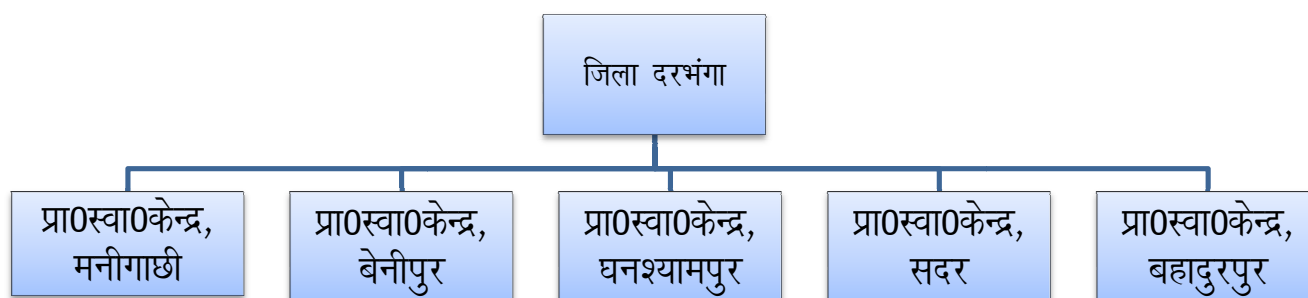 जिला दरभंगा
प्रा0स्वा0केन्द्र,
मनीगाछी
प्रा0स्वा0केन्द्र,
बेनीपुर
प्रा0स्वा0केन्द्र,
घनश्यामपुर
प्रा0स्वा0केन्द्र,
सदर
प्रा0स्वा0केन्द्र,
बहादुरपुर